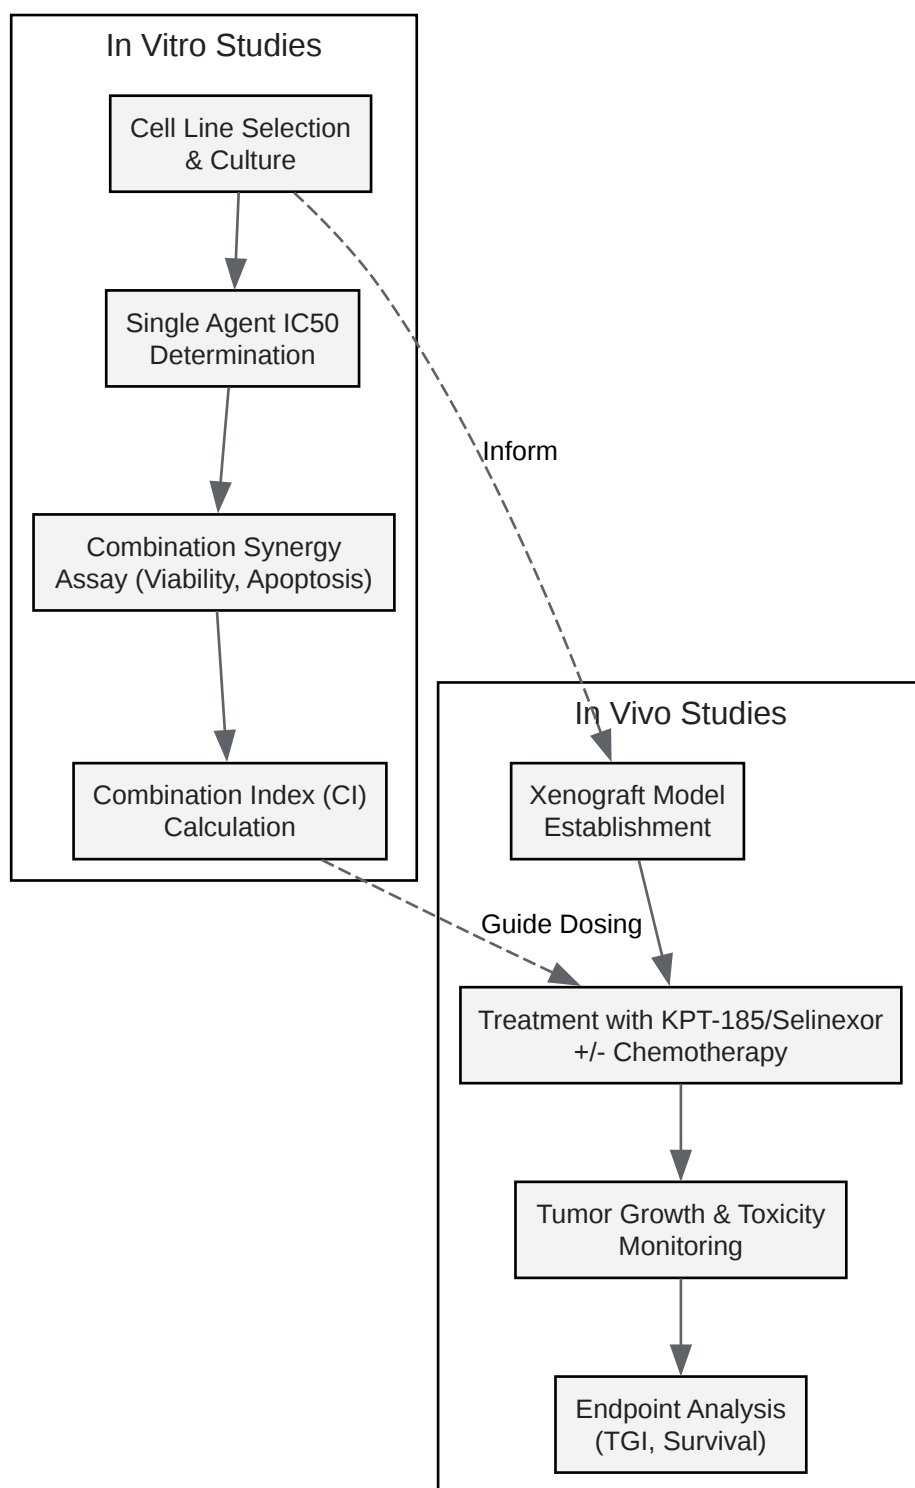 In Vitro Studies
Cell Line Selection
& Culture
Single Agent IC50
Determination
Inform
Combination Synergy
Assay (Viability, Apoptosis)
In Vivo Studies
Combination Index (CI)
Calculation
Xenograft Model
Establishment
Guide Dosing
Treatment with KPT-185/Selinexor
+/- Chemotherapy
Tumor Growth & Toxicity
Monitoring
Endpoint Analysis
(TGI, Survival)